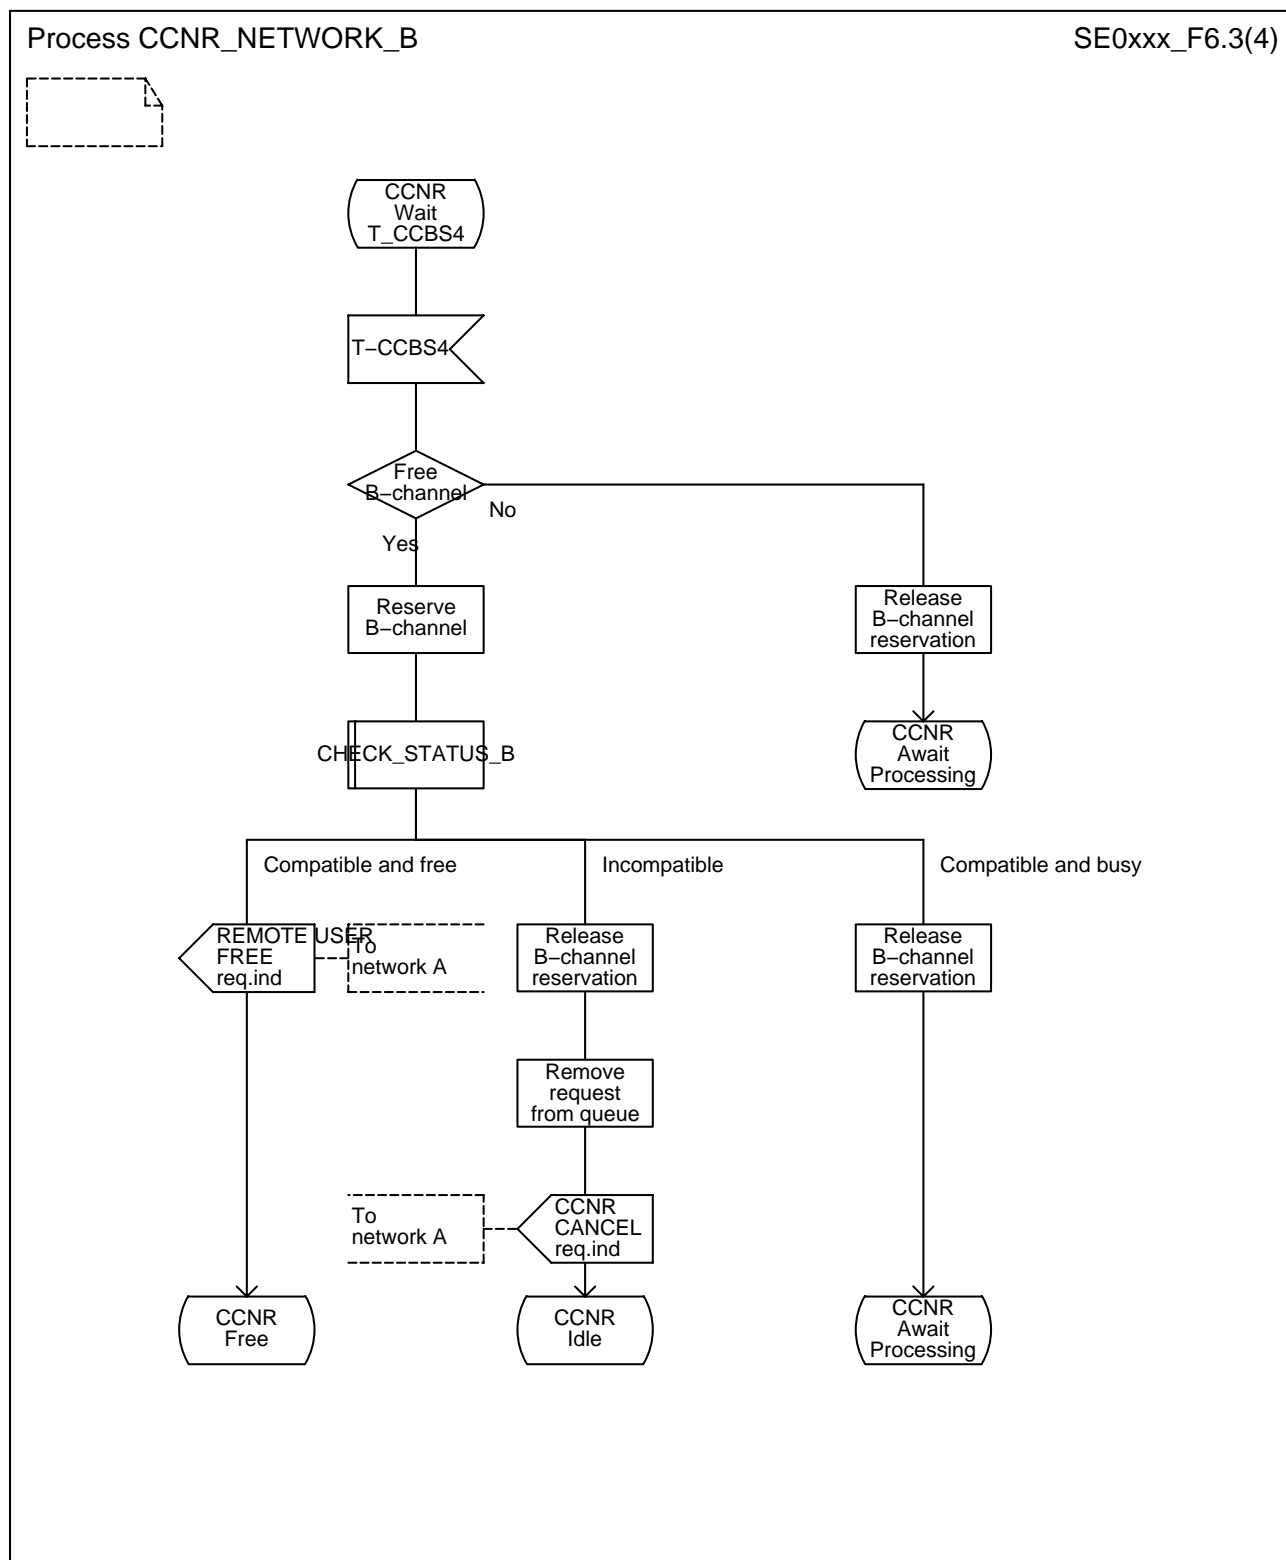 Process CCNR_NETWORK_B
SE0xxx_F6.3(4)
CCNR
Wait
T_CCBS4
T−CCBS4
Free
B−channel
No
Yes
Reserve
B−channel
Release
B−channel
reservation
CHECK_STATUS_B
CCNR
Await
Processing
Compatible and free
Incompatible
Compatible and busy
REMOTE USER
FREE
req.ind
To
network A
Release
B−channel
reservation
Release
B−channel
reservation
Remove
request
from queue
To
network A
CCNR
CANCEL
req.ind
CCNR
Free
CCNR
Idle
CCNR
Await
Processing